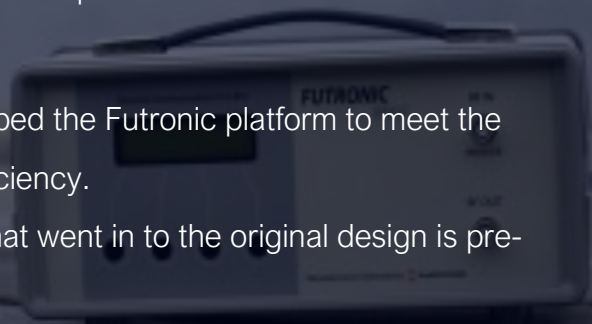 ped the Futronic platform to meet the
FUTRONIC
ciency.
hat went in to the original design is pre-